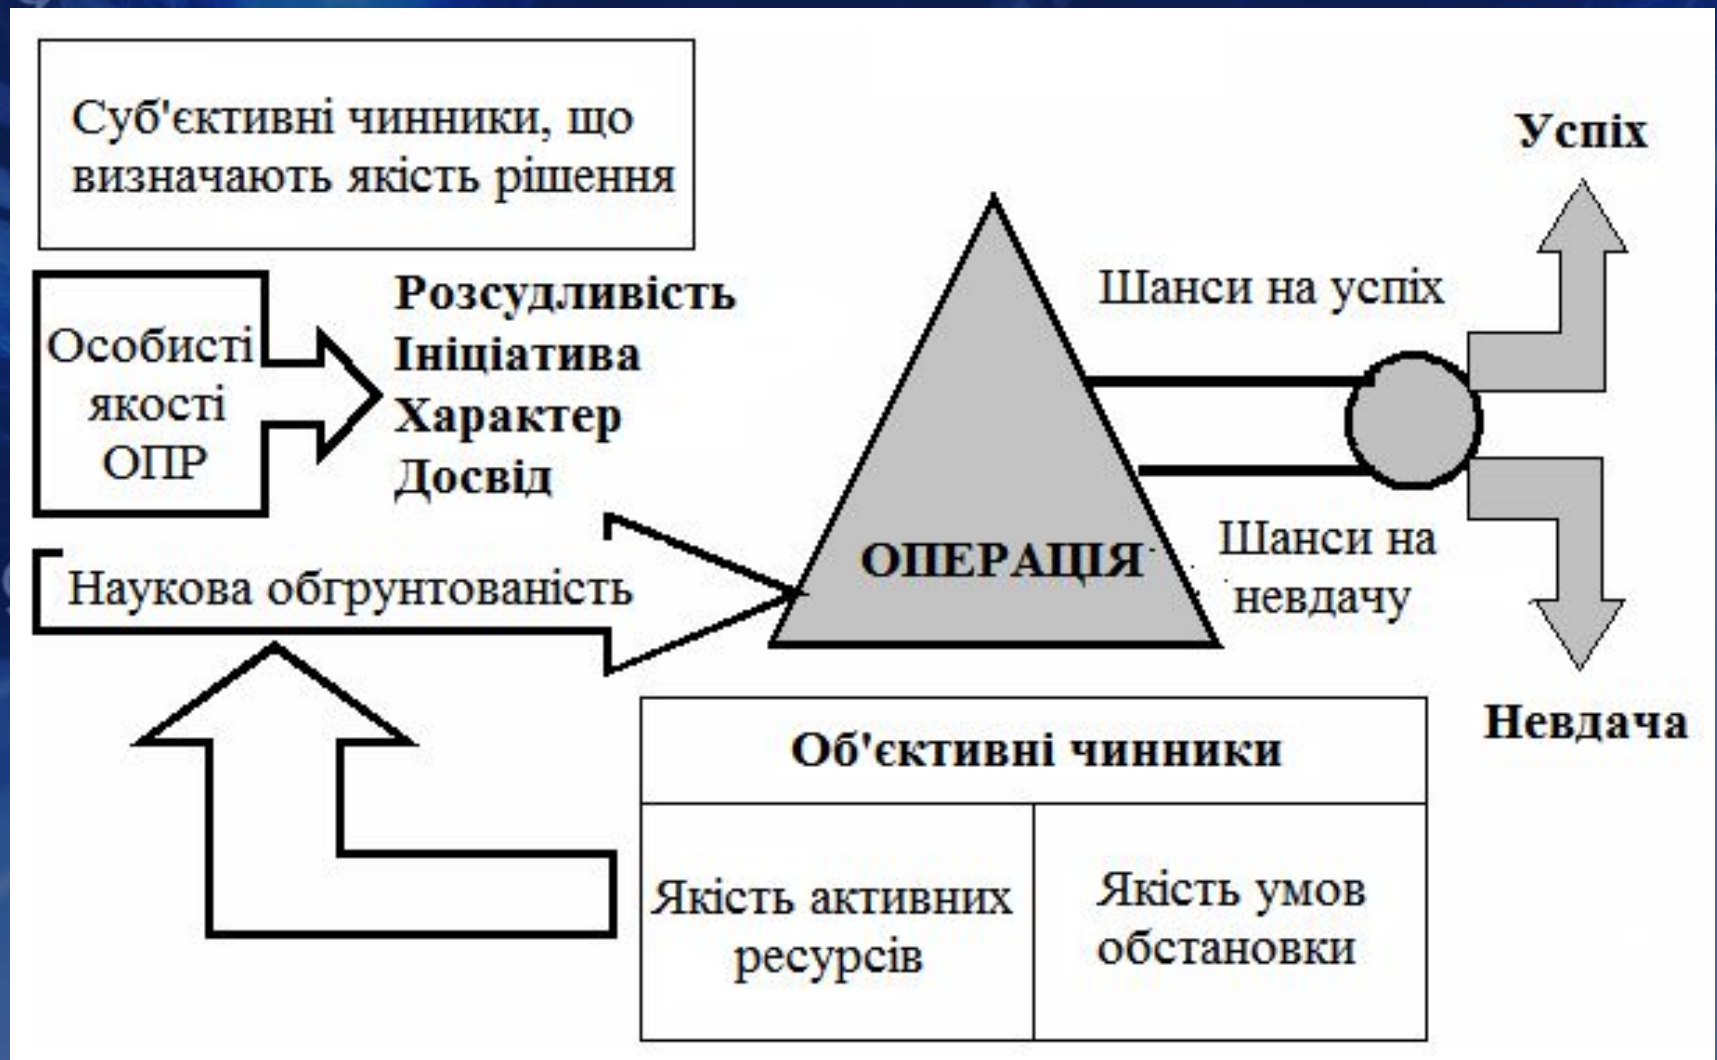 Суб'єктивні чинники, що
визначають якість рішення
Особисті
якості
ОПР
Розсудливість
Ініціатива
Характер
Досвід
Наукова обгрунтованість
ОПЕРАЦІЯ
Шанси на успіх
Шанси на
невдачу
Успіх
Невдача
Об'єктивні чинники
Якість активних
ресурсів
Якість умов
обстановки